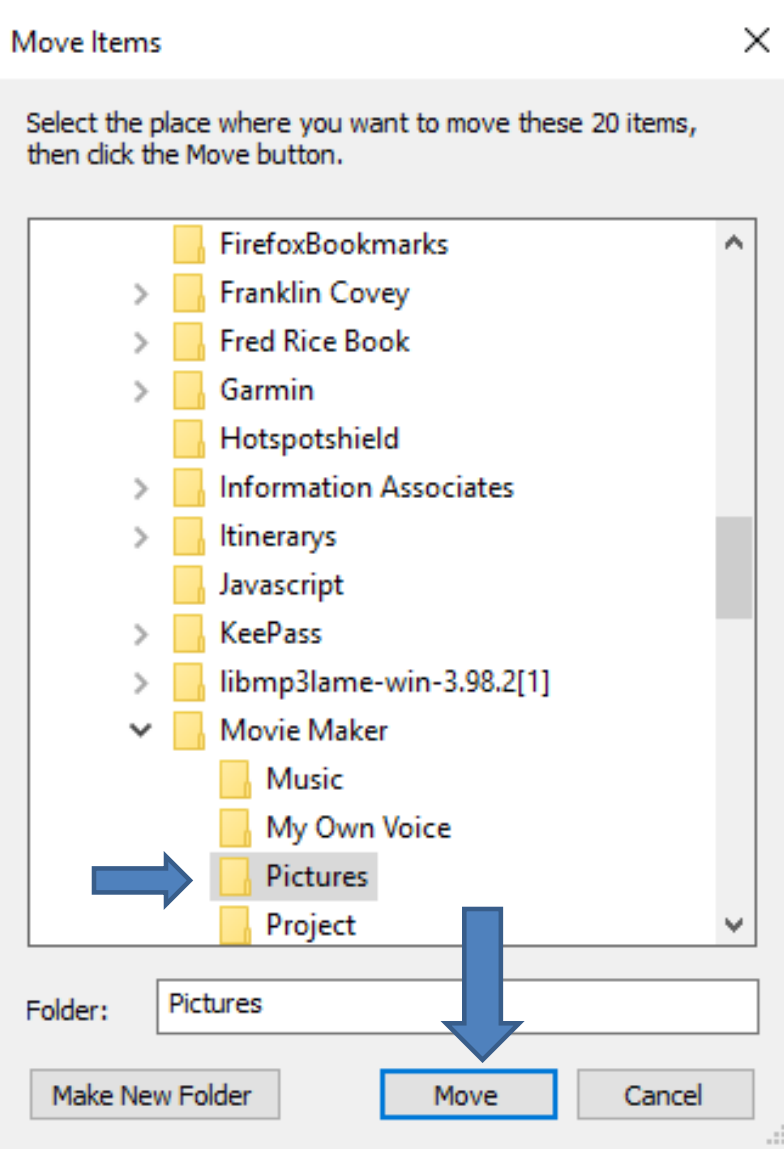 Move Items
Select the place where you want to move these 20 items,
then click the Move button.
FirefoxBookmarks
Franklin Covey
Fred Rice Book
Garmin
Hotspotshield
Information Associates
Itinerarys
Javascript
KeePass
libmp3lame-win-3.98.2[1]
Movie Maker
Music
My Own Voice
Pictures
Project
Folder: Pictures
Make New Folder Move Cancel